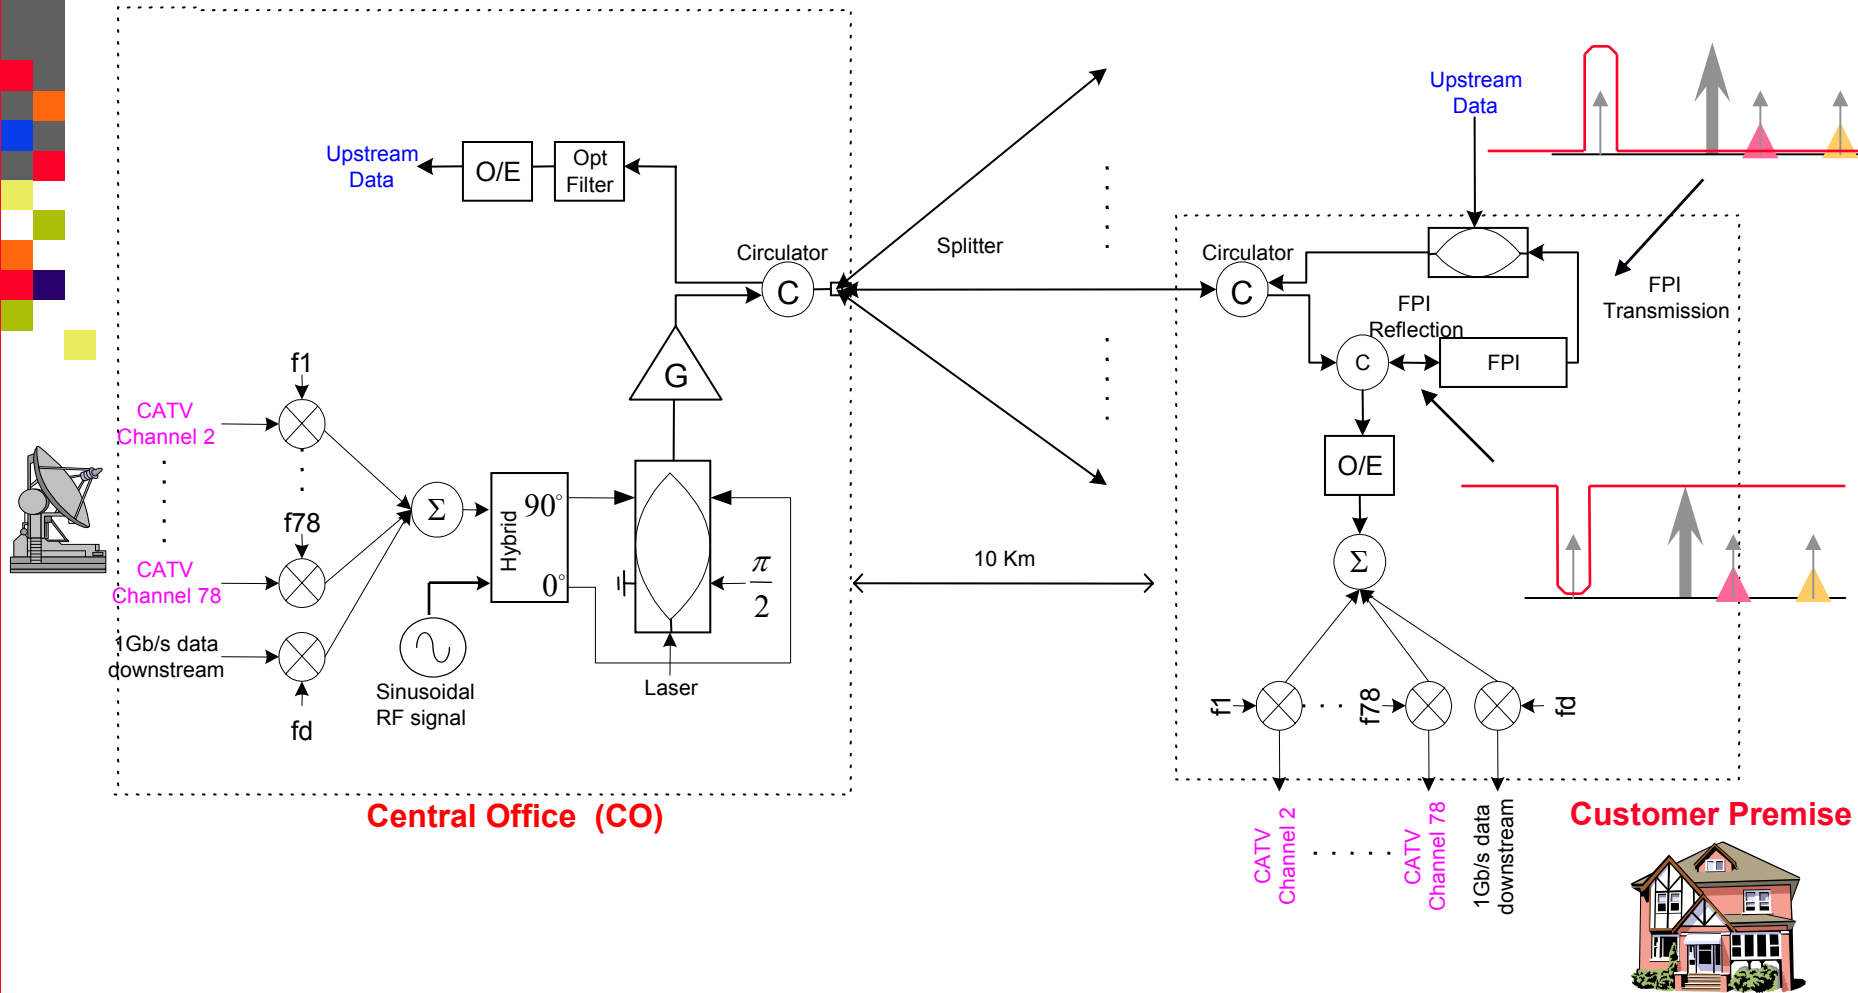 Upstream
Data
O/E
Opt
Filter
Circulator
C
Splitter
G
f1
CATV
Channel 2
f78
CATV
Channel 78
1Gb/s data
downstream
fd
Σ
Hybrid
90°
0°
Sinusoidal
RF signal
π
2
Laser
Central Office (CO)
10 Km
Upstream
Data
Circulator
C
FPI
Reflection
C
FPI
FPI
Transmission
O/E
Σ
f1
f78
fd
CATV
Channel 2
CATV
Channel 78
1Gb/s data
downstream
Customer Premise